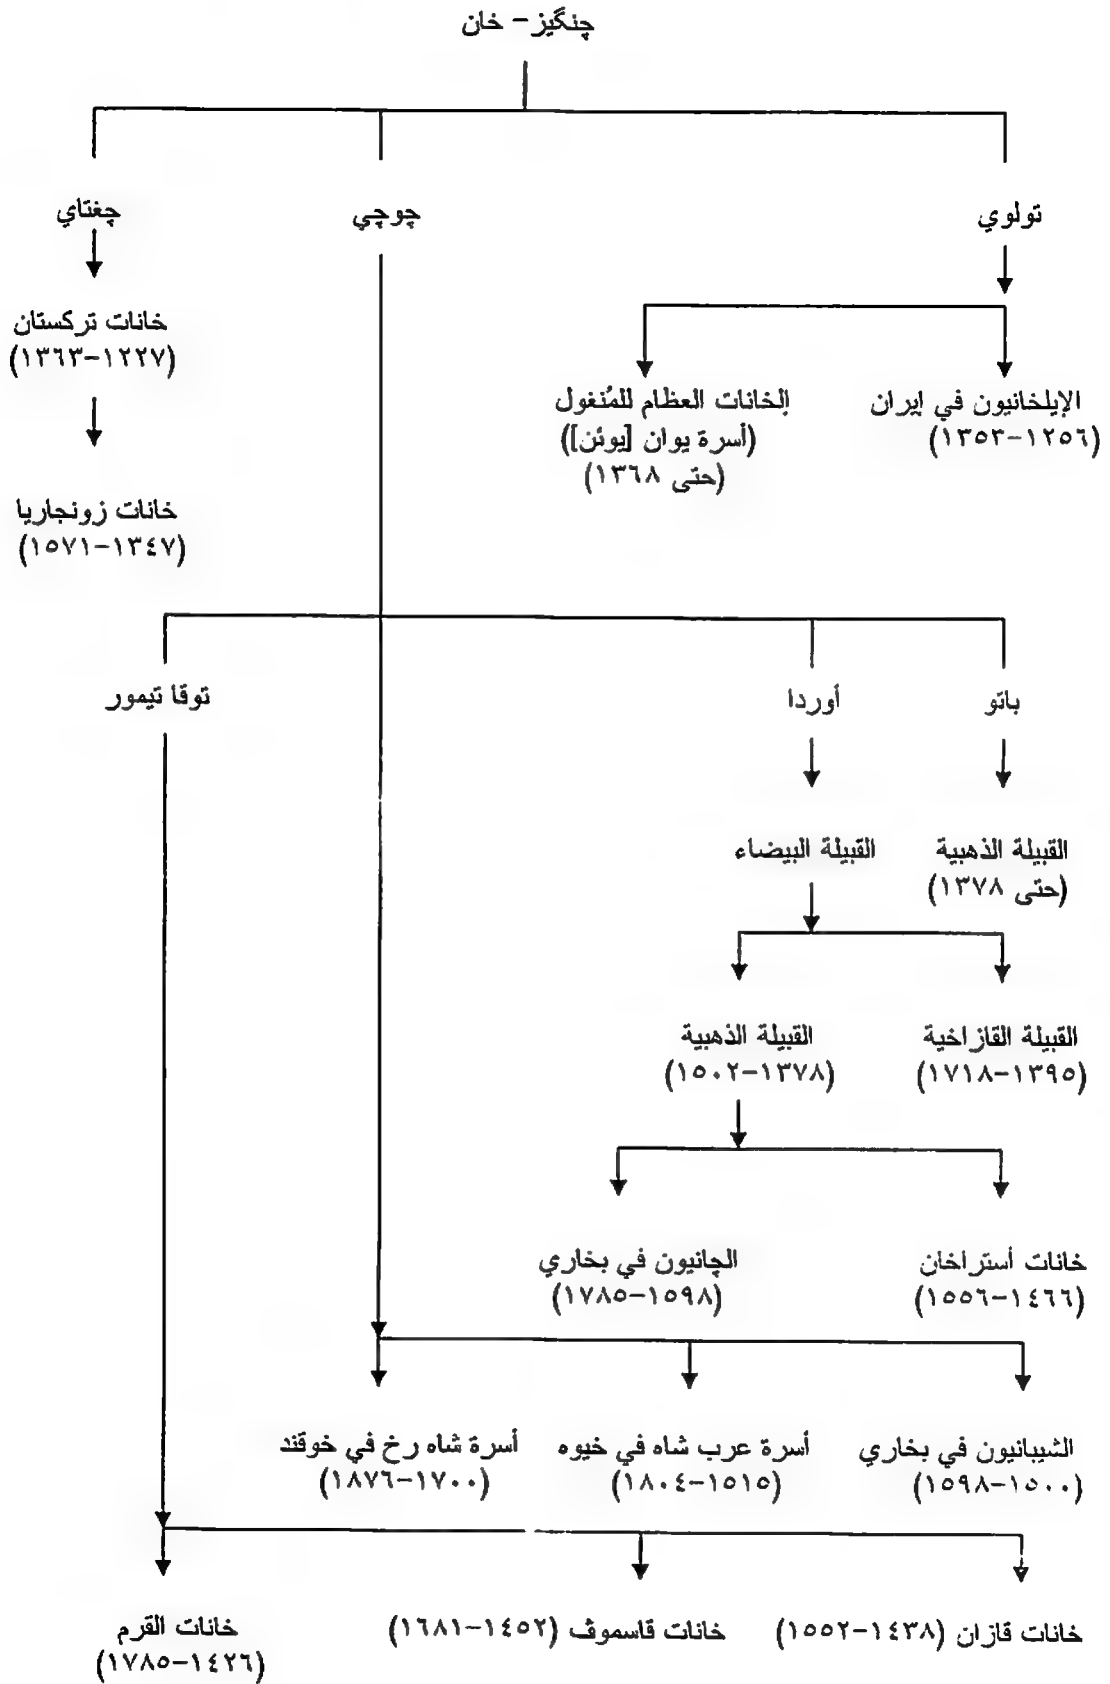 چنگيز- خان
تولوي
چوچي
چغتاي
الإيلخانيون في إيران
(١٢٥٦-١٣٥٣)
الخانات العظام للمُنغول
(أسرة يوان [يوئن])
(حتى ١٣٦٨)
خانات تركستان
(١٢٢٧-١٣٦٣)
خانات زونجاريا
(١٣٤٧-١٥٧١)
باتو
أوردا
توقا تيمور
القبيلة الذهبية
(حتى ١٣٧٨)
القبيلة البيضاء
القبيلة القازاخية
(١٣٩٥-١٧١٨)
القبيلة الذهبية
(١٣٧٨-١٥٠٢)
خانات أستراخان
(١٤٦٦-١٥٥٦)
الچانيون في بخاري
(١٥٩٨-١٧٨٥)
الشيبانيون في بخاري
(١٥٠٠-١٥٩٨)
أسرة عرب شاه في خيوه
(١٥١٥-١٨٠٤)
أسرة شاه رخ في خوقند
(١٧٠٠-١٨٧٦)
خانات قازان (١٤٣٨-١٥٥٢)
خانات قاسموڤ (١٤٥٢-١٦٨١)
خانات القرم
(١٤٢٦-١٧٨٥)